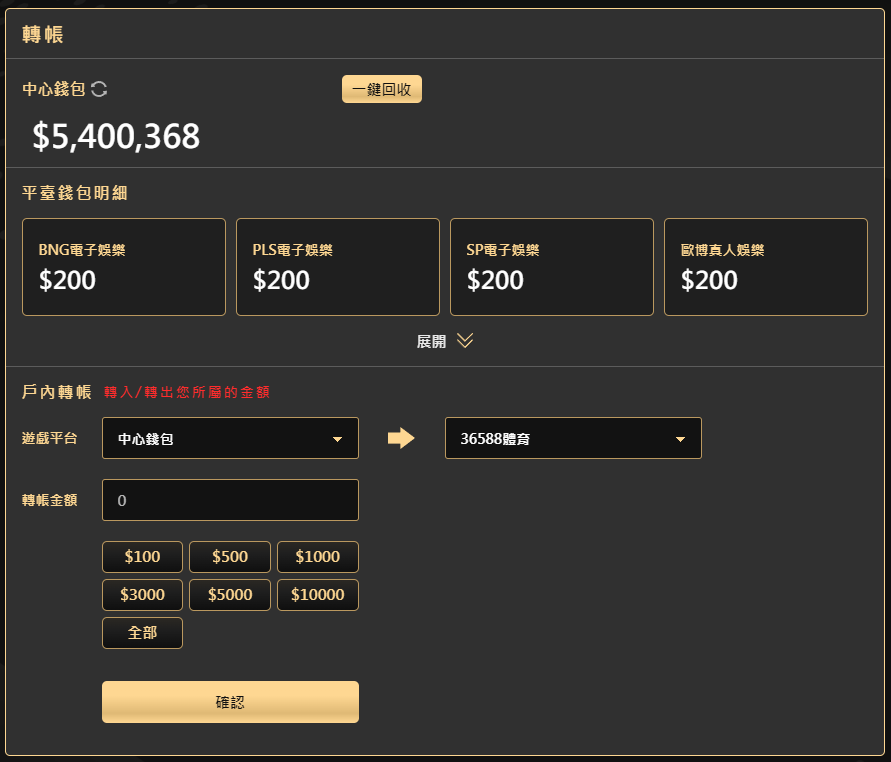 轉帳
中心錢包
一鍵回收
$5,400,368
平臺錢包明細
BNG電子娛樂
$200
PLS電子娛樂
$200
SP電子娛樂
$200
歐博真人娛樂
$200
展開
戶內轉帳 轉入/轉出您所屬的金額
遊戲平台 中心錢包 36588體育
轉帳金額 0
$100 $500 $1000
$3000 $5000 $10000
全部
確認